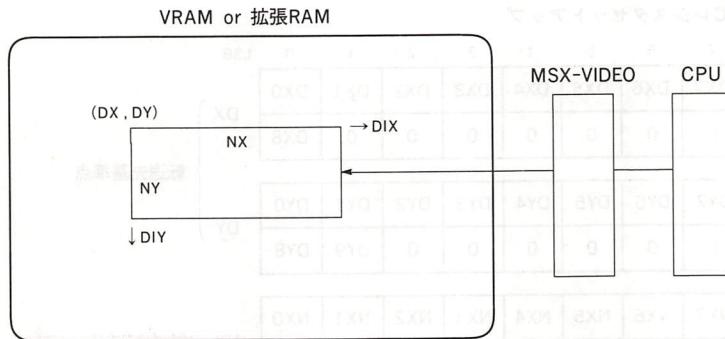 VRAM or 拡張RAM
MSX-VIDEO CPU
(DX , DY)
→DIX
NX
NY
↓DIY